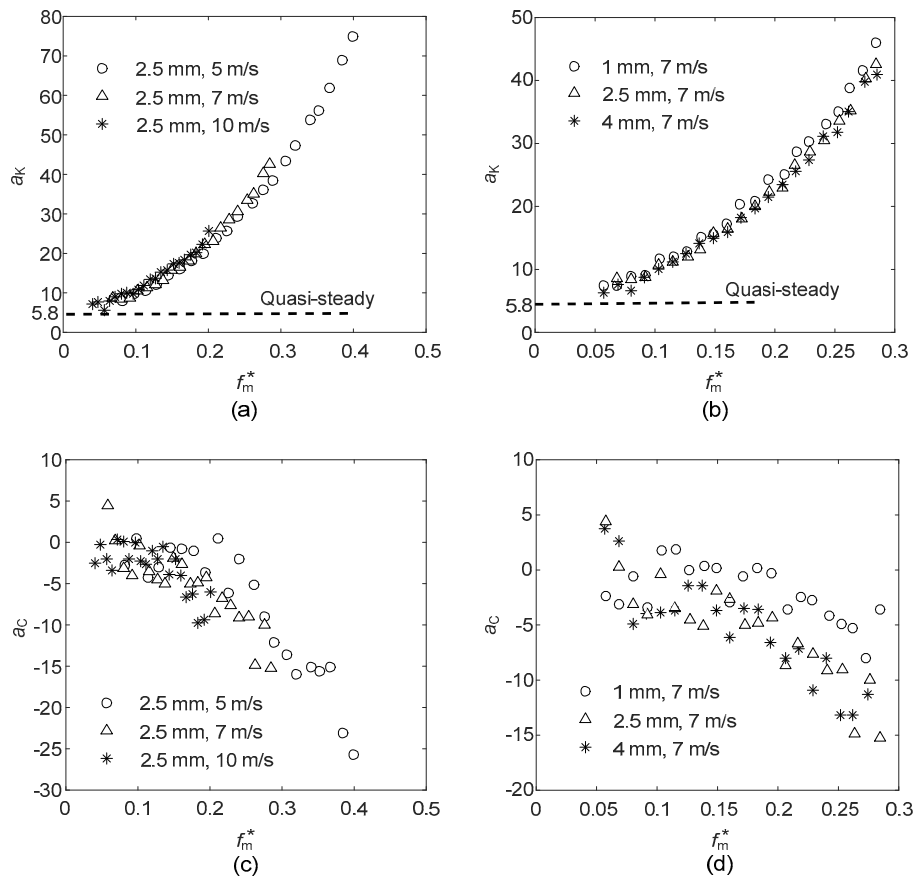 80
70
60
50
40
30
20
10
5.8
0
a_K
2.5 mm, 5 m/s
2.5 mm, 7 m/s
2.5 mm, 10 m/s
Quasi-steady
0 0.1 0.2 0.3 0.4 0.5
f_m^*
(a)
50
40
30
20
10
5.8
0
a_K
1 mm, 7 m/s
2.5 mm, 7 m/s
4 mm, 7 m/s
Quasi-steady
0 0.05 0.1 0.15 0.2 0.25 0.3
f_m^*
(b)
10
5
0
-5
-10
-15
-20
-25
-30
a_C
2.5 mm, 5 m/s
2.5 mm, 7 m/s
2.5 mm, 10 m/s
0 0.1 0.2 0.3 0.4 0.5
f_m^*
(c)
10
5
0
-5
-10
-15
-20
a_C
1 mm, 7 m/s
2.5 mm, 7 m/s
4 mm, 7 m/s
0 0.05 0.1 0.15 0.2 0.25 0.3
f_m^*
(d)